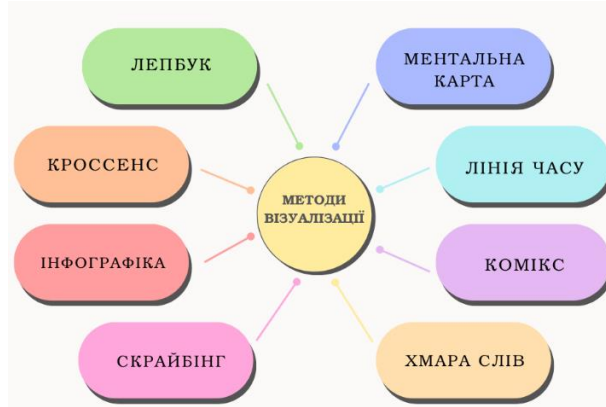 ЛЕПБУК
МЕНТАЛЬНА
КАРТА
КРОССЕНС
ЛІНІЯ ЧАСУ
МЕТОДИ
ВІЗУАЛІЗАЦІЇ
ІНФОГРАФІКА
КОМІКС
СКРАЙБІНГ
ХМАРА СЛІВ